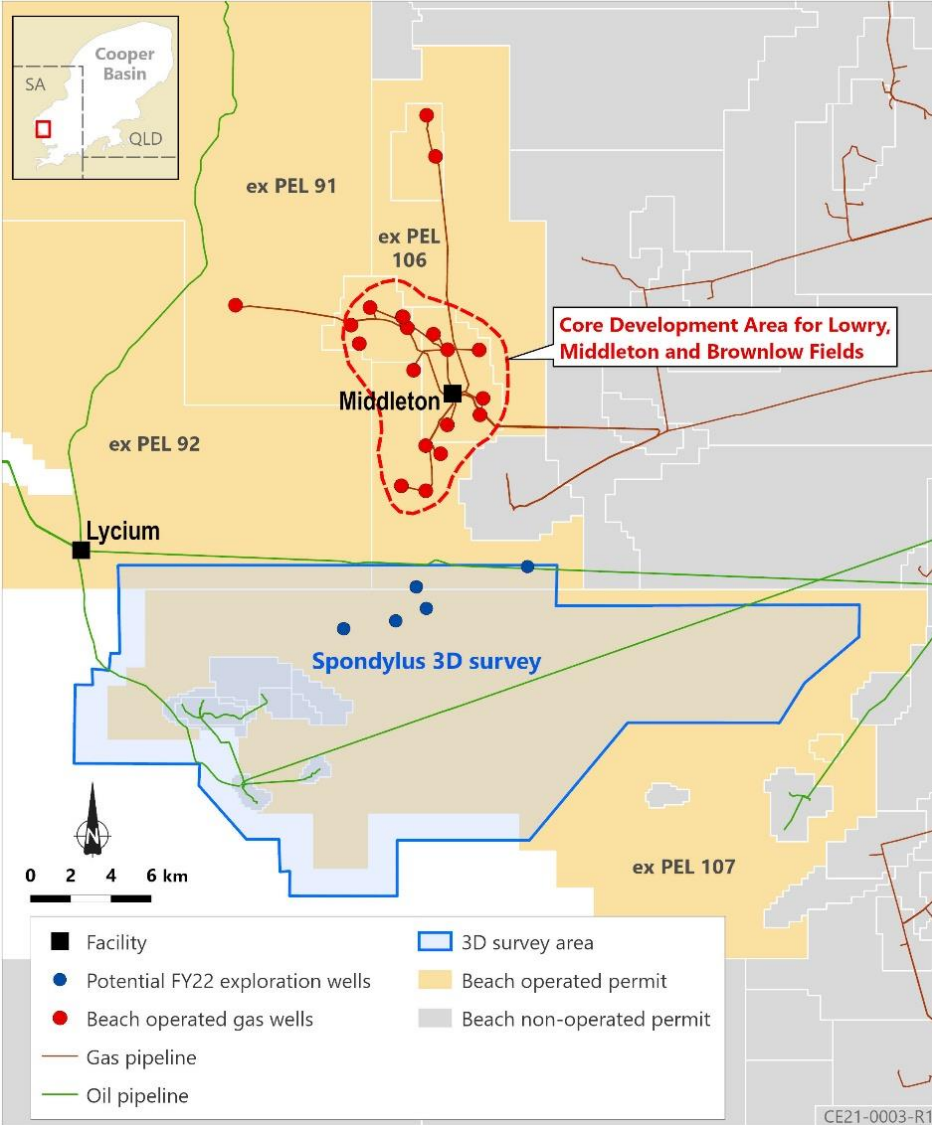 Cooper
Basin
SA
QLD
ex PEL 91
ex PEL
106
Core Development Area for Lowry,
Middleton and Brownlow Fields
Middleton
ex PEL 92
Lycium
Spondylus 3D survey
N
0 2 4 6 km
ex PEL 107
Facility
Potential FY22 exploration wells
Beach operated gas wells
Gas pipeline
Oil pipeline
3D survey area
Beach operated permit
Beach non-operated permit
CE21-0003-R1